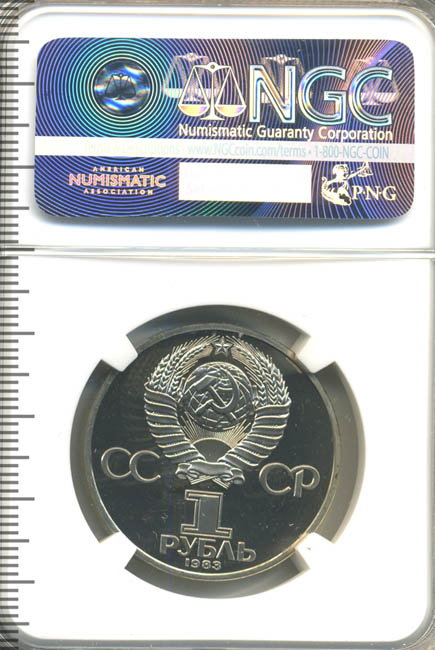 NGC
Numismatic Guaranty Corporation
www.NGCcoin.com/terms • 1-800-NGC-COIN
AMERICAN
NUMISMATIC
ASSOCIATION
PNG
СС СР
1
РУБЛЬ
1983